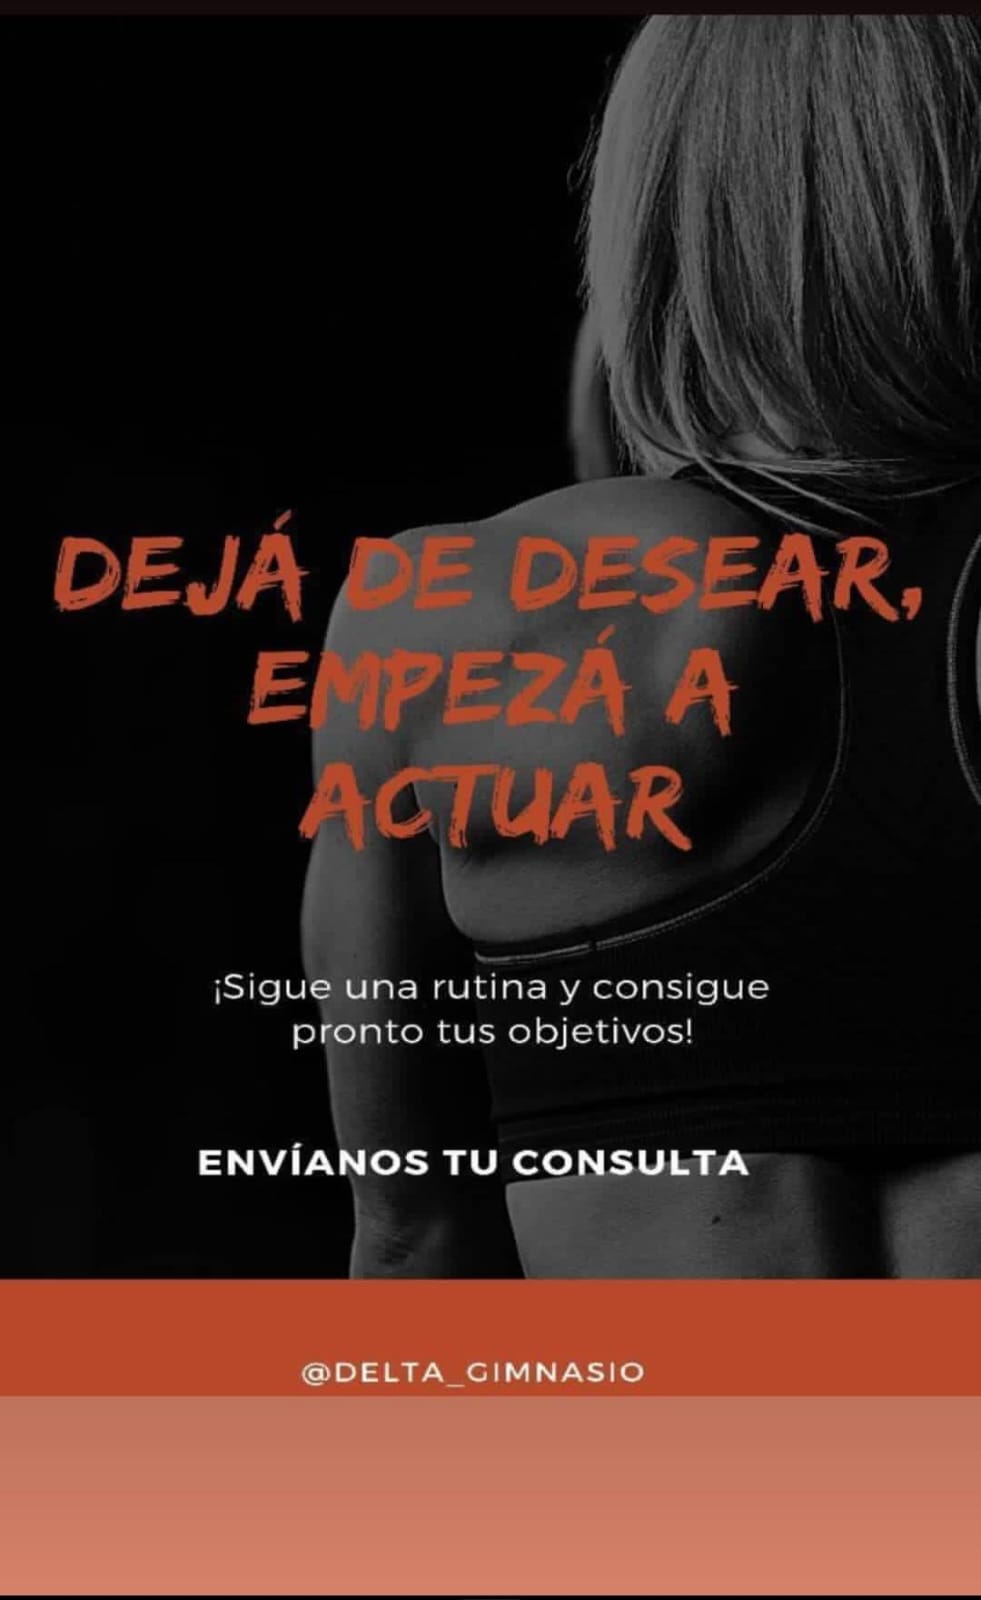 DEJÁ DE DESEAR,
EMPEZÁ A
ACTUAR
¡Sigue una rutina y consigue
pronto tus objetivos!
ENVÍANOS TU CONSULTA
@DELTA_GIMNASIO